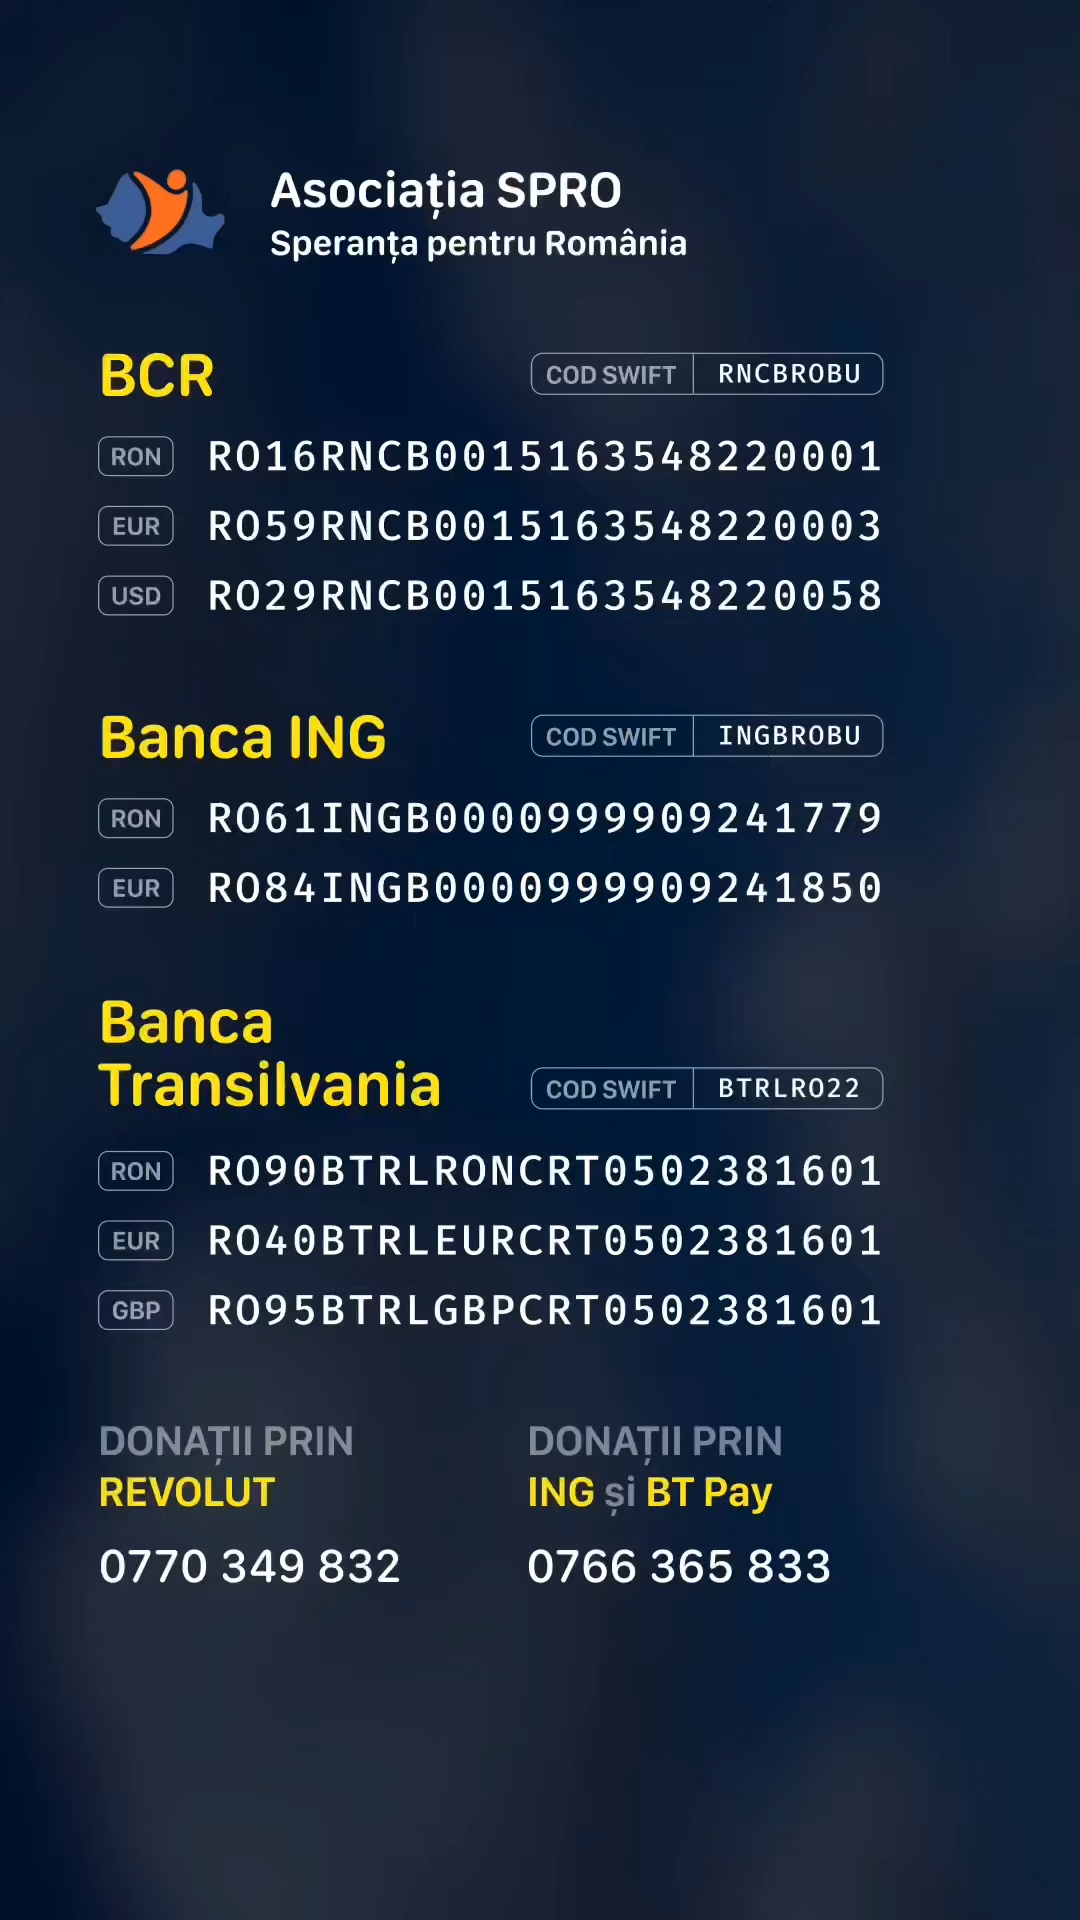 Asociația SPRO
Speranța pentru România
BCR
COD SWIFT RNCBROBU
RON RO16RNCB0015163548220001
EUR RO59RNCB0015163548220003
USD RO29RNCB0015163548220058
Banca ING
COD SWIFT INGBROBU
RON RO61INGB0000999909241779
EUR RO84INGB0000999909241850
Banca
Transilvania
COD SWIFT BTRLRO22
RON RO90BTRLRONCRT0502381601
EUR RO40BTRLEURCRT0502381601
GBP RO95BTRLGBPCRT0502381601
DONAȚII PRIN
REVOLUT
0770 349 832
DONAȚII PRIN
ING și BT Pay
0766 365 833